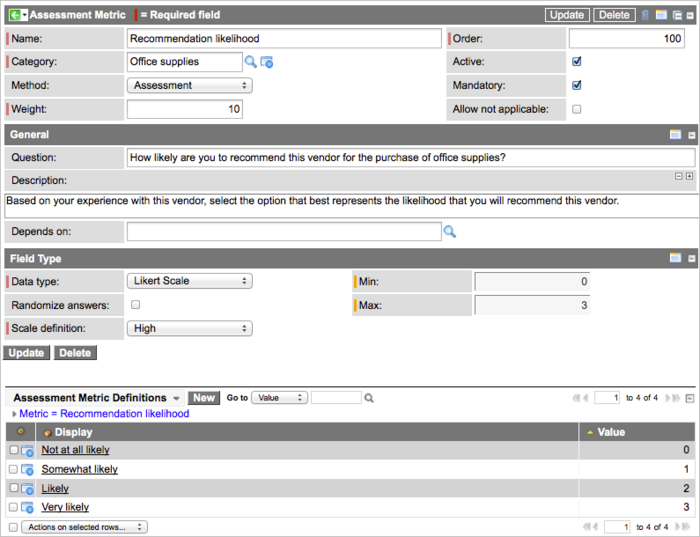 Assessment Metric = Required field Update Delete
Name: Recommendation likelihood Order: 100
Category: Office supplies Active:
Method: Assessment Mandatory:
Weight: 10 Allow not applicable:
General
Question: How likely are you to recommend this vendor for the purchase of office supplies?
Description:
Based on your experience with this vendor, select the option that best represents the likelihood that you will recommend this vendor.
Depends on:
Field Type
Data type: Likert Scale Min: 0
Randomize answers: Max: 3
Scale definition: High
Update Delete
Assessment Metric Definitions New Go to Value 1 to 4 of 4
Metric = Recommendation likelihood
Display Value
Not at all likely 0
Somewhat likely 1
Likely 2
Very likely 3
Actions on selected rows... 1 to 4 of 4